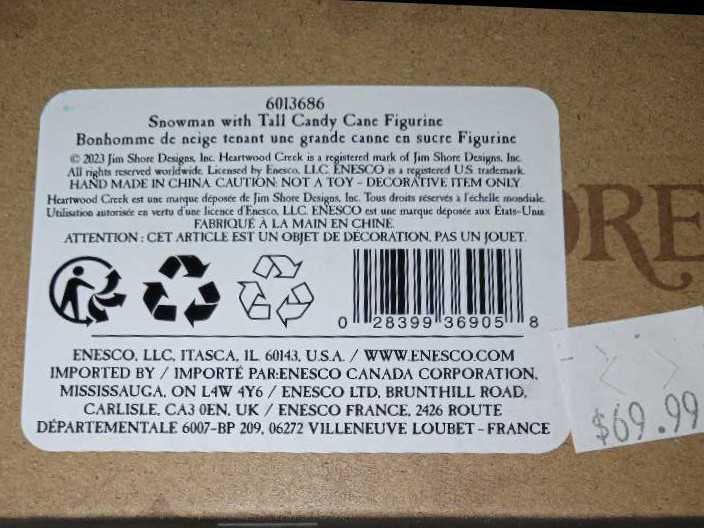 6013686
Snowman with Tall Candy Cane Figurine
Bonhomme de neige tenant une grande canne en sucre Figurine
© 2023 Jim Shore Designs, Inc. Heartwood Creek is a registered mark of Jim Shore Designs, Inc.
All rights reserved worldwide. Licensed by Enesco, LLC. ENESCO is a registered U.S. trademark.
HAND MADE IN CHINA. CAUTION: NOT A TOY - DECORATIVE ITEM ONLY.
Heartwood Creek est une marque déposée de Jim Shore Designs, Inc. Tous droits réservés à l'échelle mondiale.
Utilisation autorisée en vertu d'une licence d'Enesco, LLC. ENESCO est une marque déposée aux États-Unis.
FABRIQUÉ À LA MAIN EN CHINE.
ATTENTION : CET ARTICLE EST UN OBJET DE DÉCORATION, PAS UN JOUET.
0 28399 36905 8
ENESCO, LLC, ITASCA, IL 60143, U.S.A. / WWW.ENESCO.COM
IMPORTED BY / IMPORTÉ PAR:ENESCO CANADA CORPORATION,
MISSISSAUGA, ON L4W 4Y6 / ENESCO LTD, BRUNTHILL ROAD,
CARLISLE, CA3 0EN, UK / ENESCO FRANCE, 2426 ROUTE
DÉPARTEMENTALE 6007-BP 209, 06272 VILLENEUVE LOUBET - FRANCE
ORE
$69.99